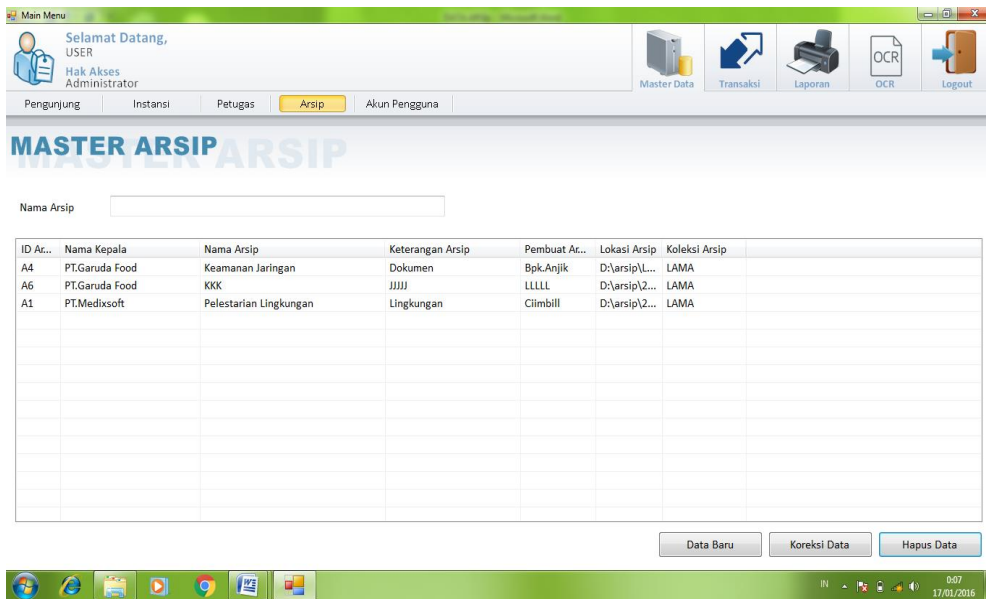 Main Menu
Selamat Datang,
USER
Hak Akses
Administrator
Master Data
Transaksi
Laporan
OCR
OCR
Logout
Pengunjung Instansi Petugas Arsip Akun Pengguna
MASTER ARSIP
Nama Arsip
ID Ar... Nama Kepala Nama Arsip Keterangan Arsip Pembuat Ar... Lokasi Arsip Koleksi Arsip
A4 PT.Garuda Food Keamanan Jaringan Dokumen Bpk.Anjik D:\arsip\L... LAMA
A6 PT.Garuda Food KKK JJJJJ LLLLL D:\arsip\2... LAMA
A1 PT.Medixsoft Pelestarian Lingkungan Lingkungan Ciimbill D:\arsip\2... LAMA
Data Baru Koreksi Data Hapus Data
IN 0:07
17/01/2016